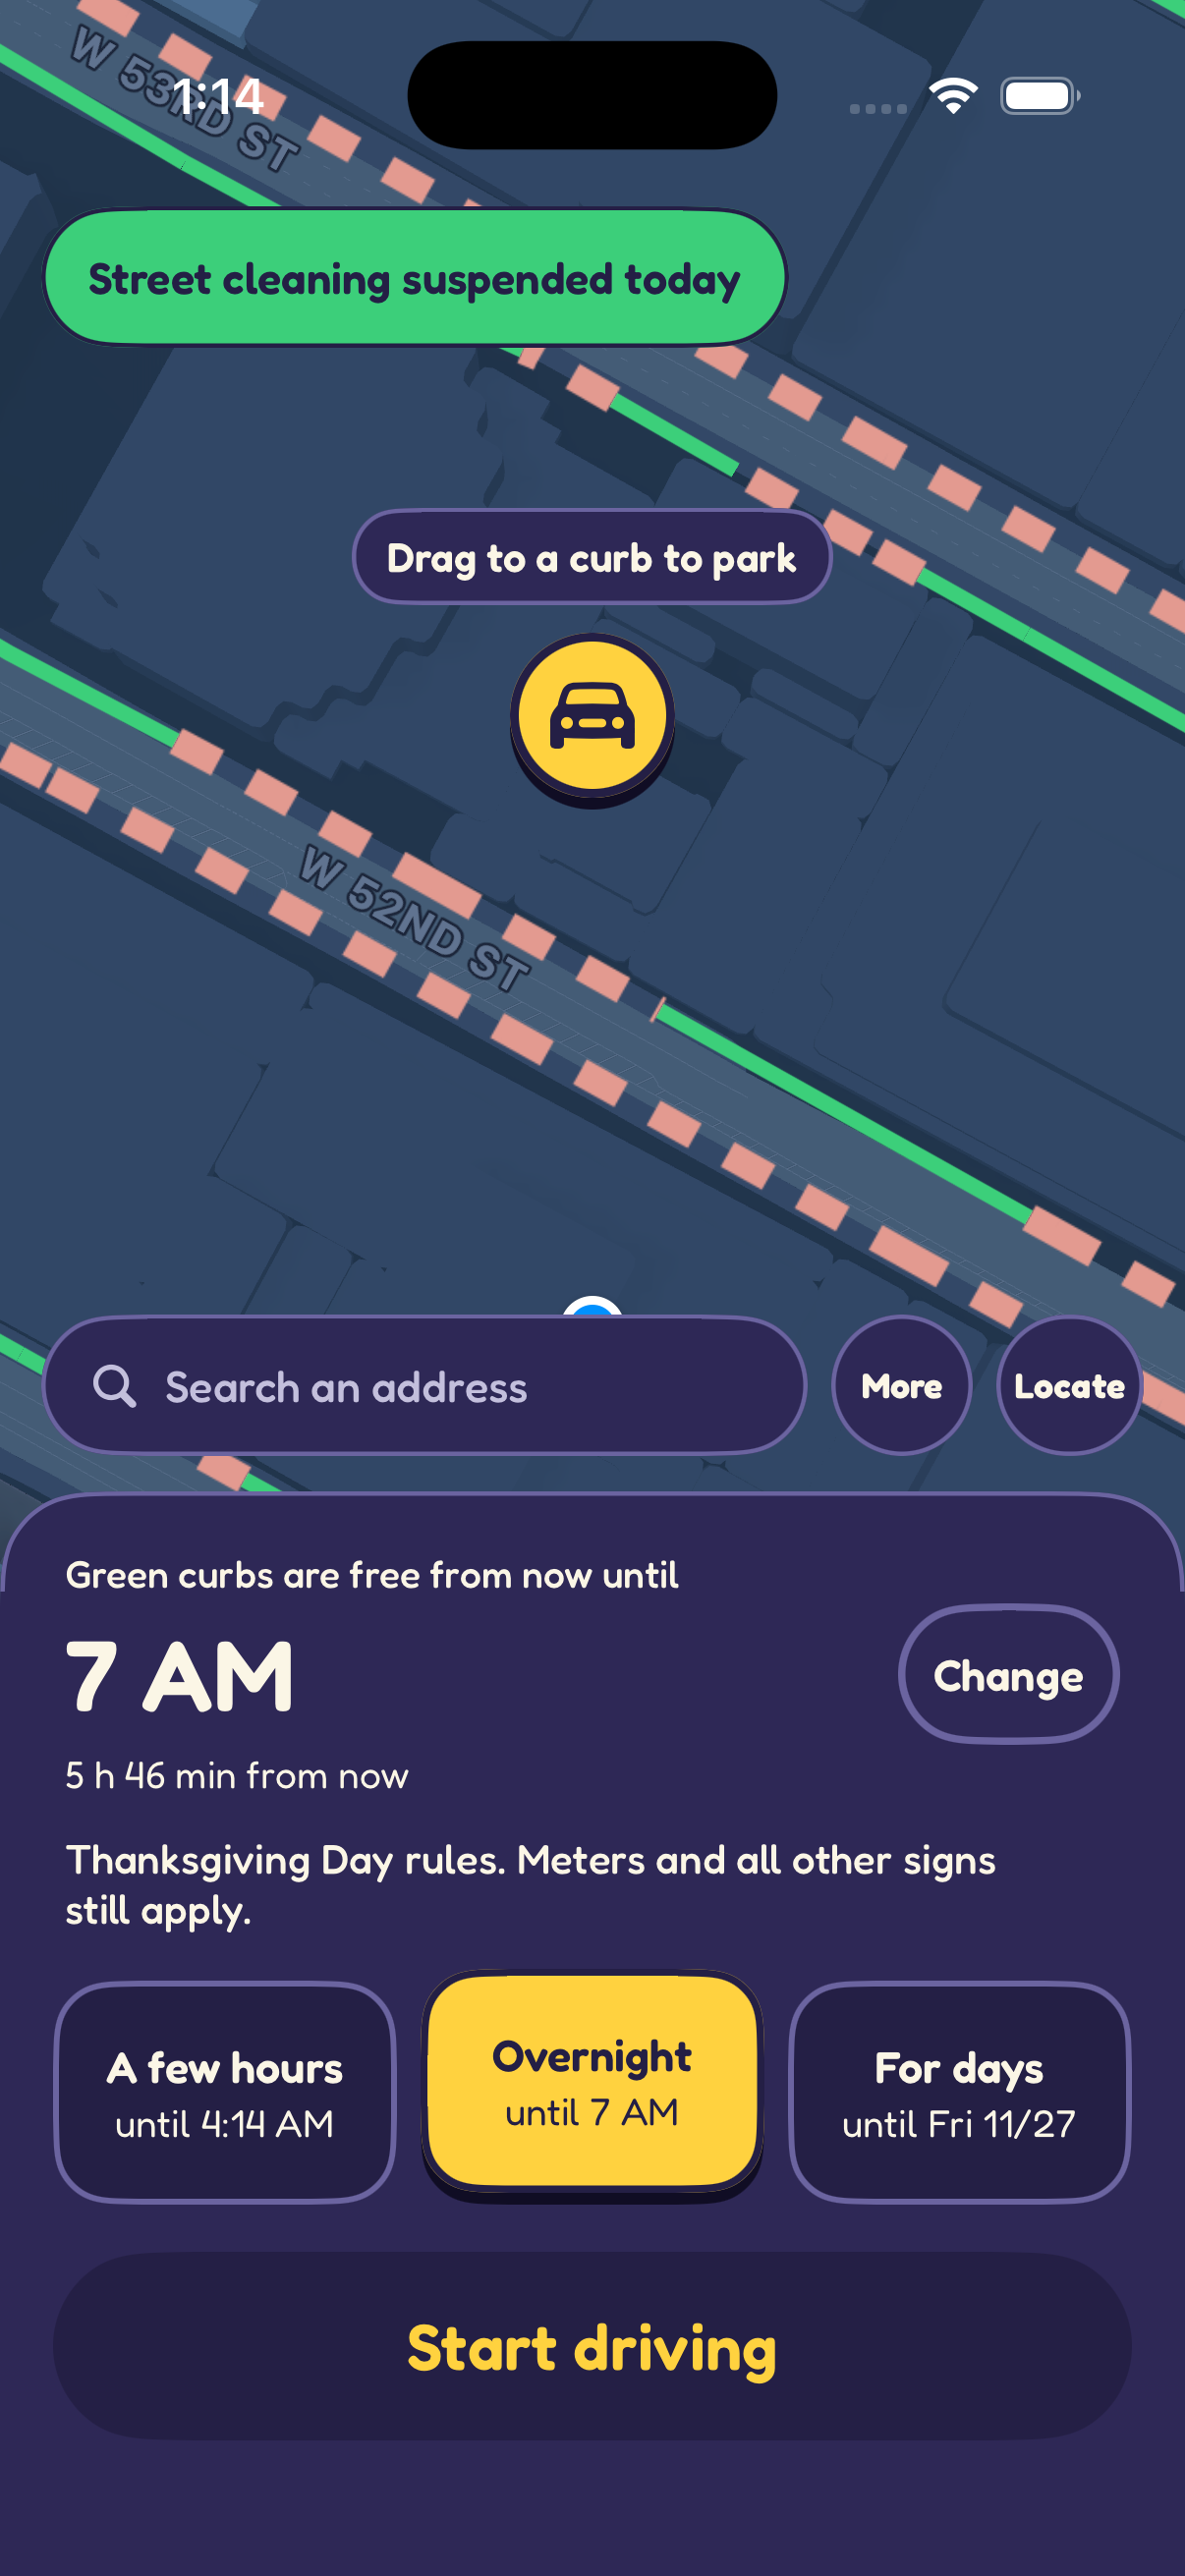 W 53RD ST
1:14
Street cleaning suspended today
Drag to a curb to park
W 52ND ST
Search an address
More
Locate
Green curbs are free from now until
7 AM
Change
5 h 46 min from now
Thanksgiving Day rules. Meters and all other signs
still apply.
A few hours
until 4:14 AM
Overnight
until 7 AM
For days
until Fri 11/27
Start driving